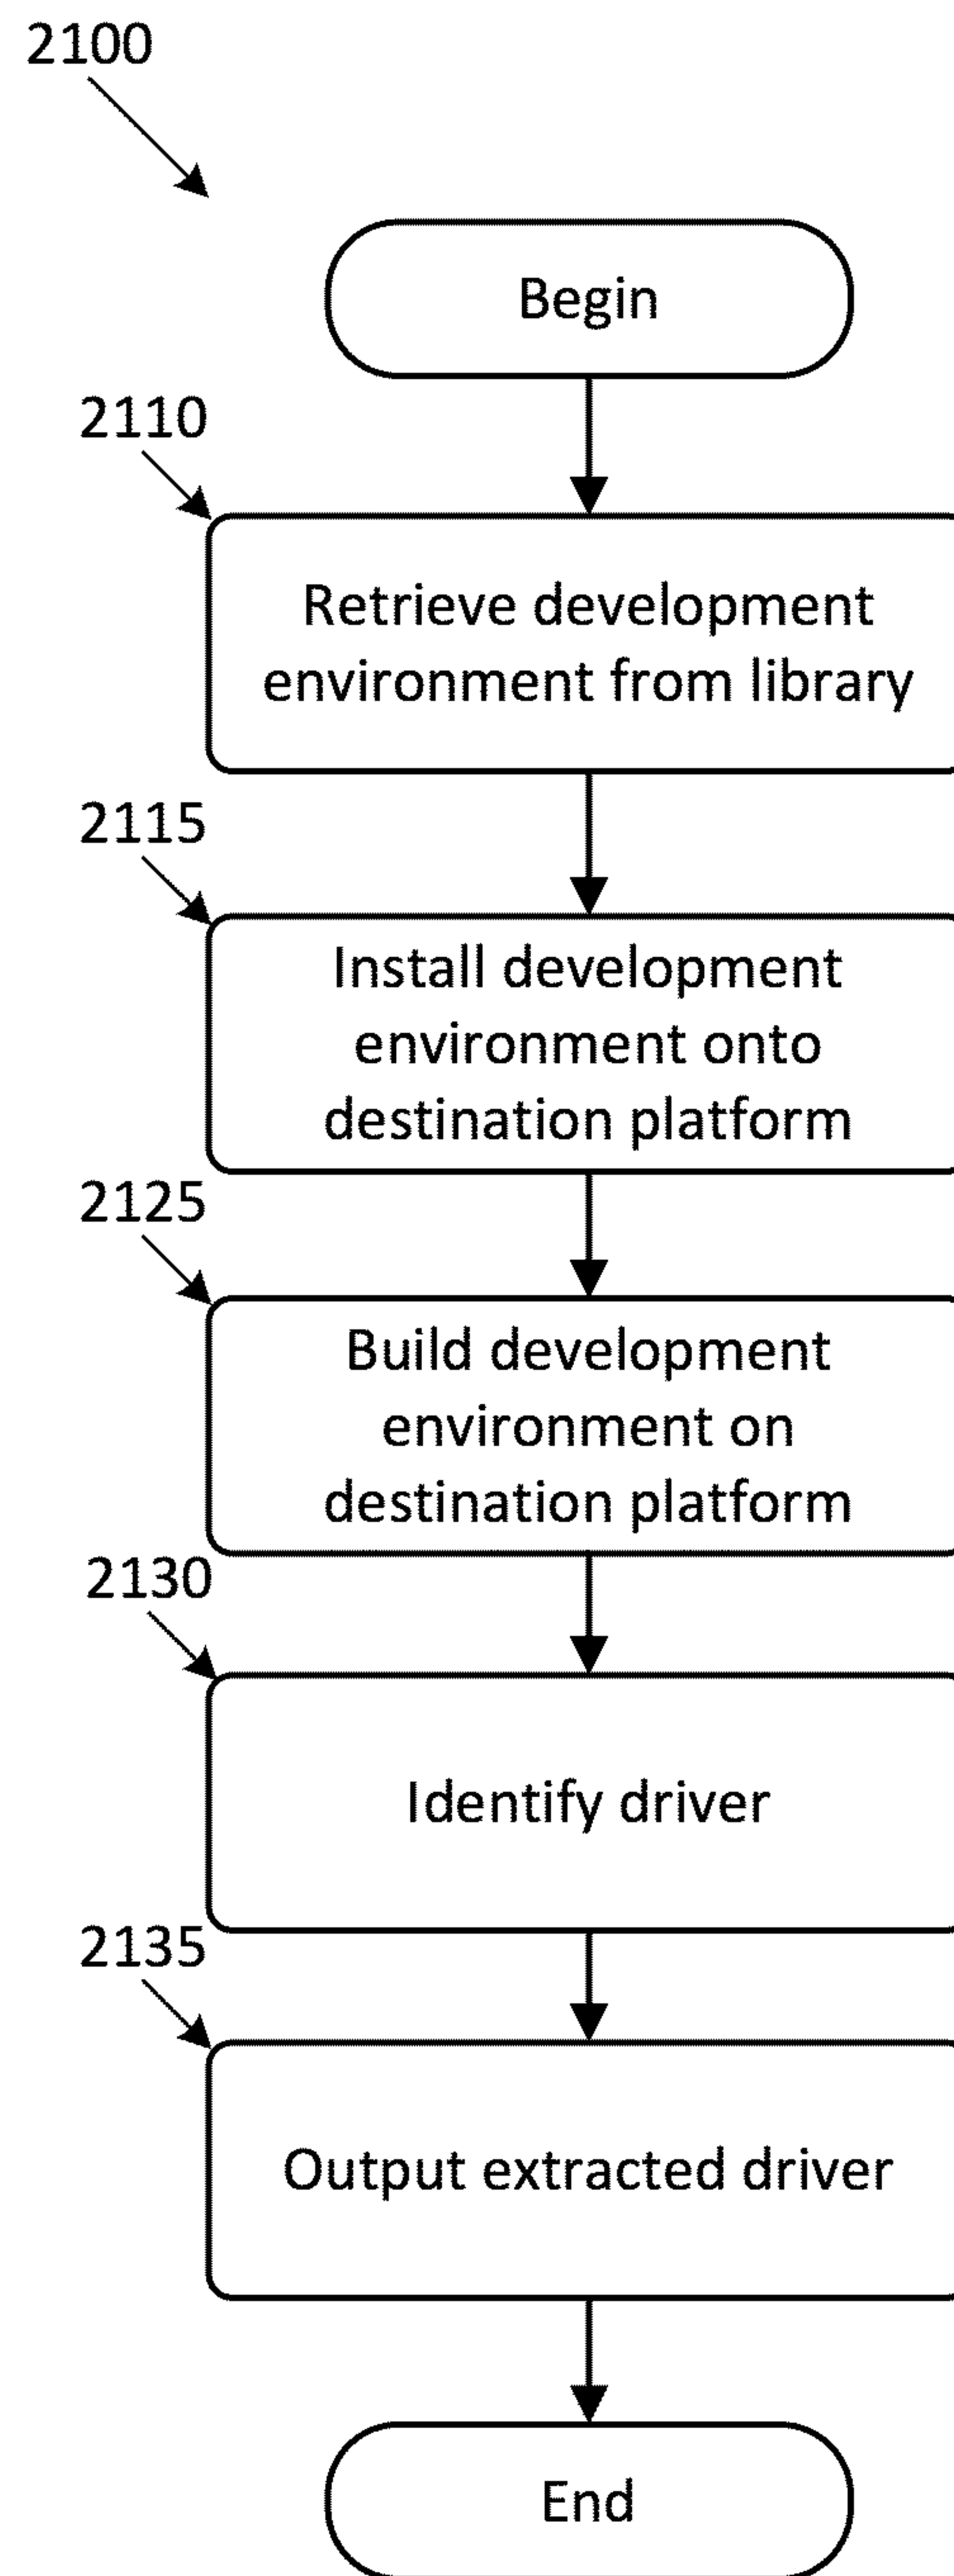 2100
Begin
2110
Retrieve development
environment from library
2115
Install development
environment onto
destination platform
2125
Build development
environment on
destination platform
2130
Identify driver
2135
Output extracted driver
End